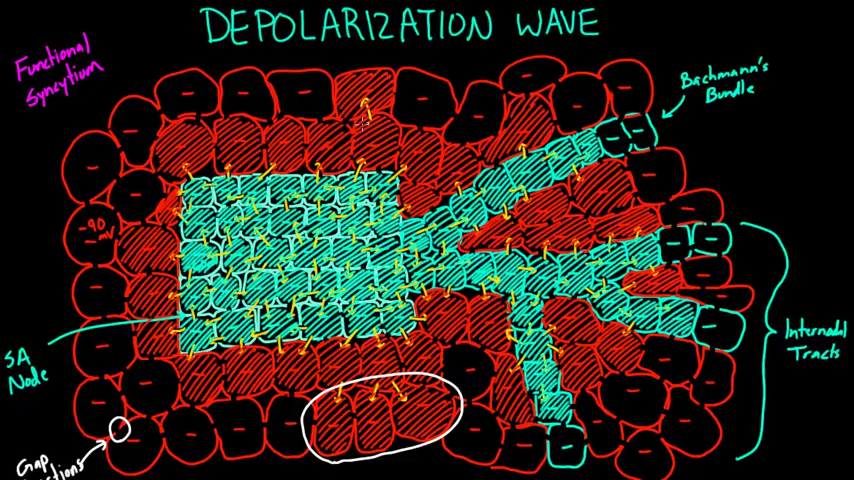 DEPOLARIZATION WAVE
Functional
Syncytium
Bachmann's
Bundle
-90
mV
SA
Node
Internodal
Tracts
Gap